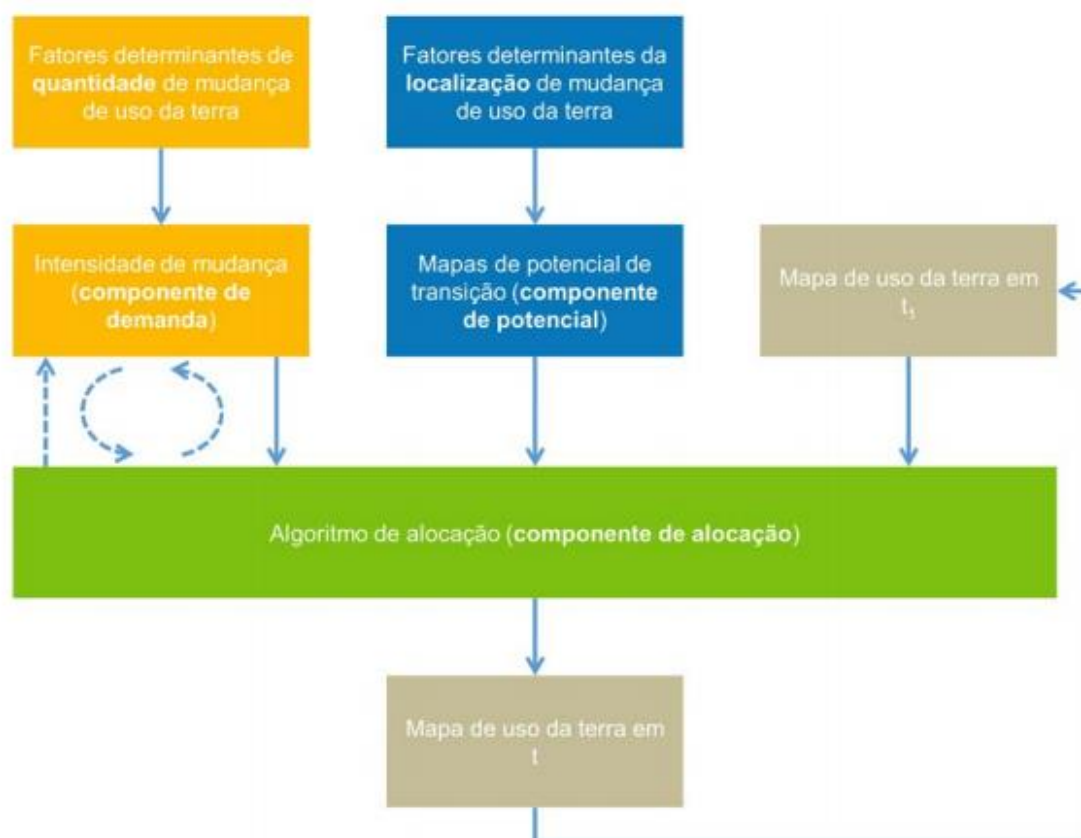 Fatores determinantes de
quantidade de mudança
de uso da terra
Fatores determinantes da
localização de mudança
de uso da terra
Intensidade de mudança
(componente de
demanda)
Mapas de potencial de
transição (componente
de potencial)
Mapa de uso da terra em
t₁
Algoritmo de alocação (componente de alocação)
Mapa de uso da terra em
t